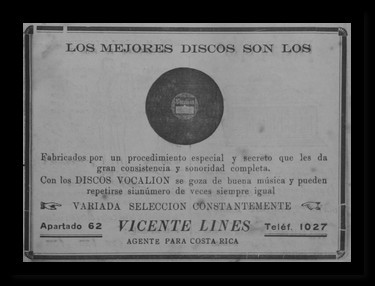 LOS MEJORES DISCOS SON LOS
Fabricados por un procedimiento especial y secreto que les da
gran consistencia y sonoridad completa.
Con los DISCOS VOCALION se goza de buena música y pueden
repetirse sinnúmero de veces siempre igual
VARIADA SELECCION CONSTANTEMENTE
Apartado 62 VICENTE LINES Teléf. 1027
AGENTE PARA COSTA RICA